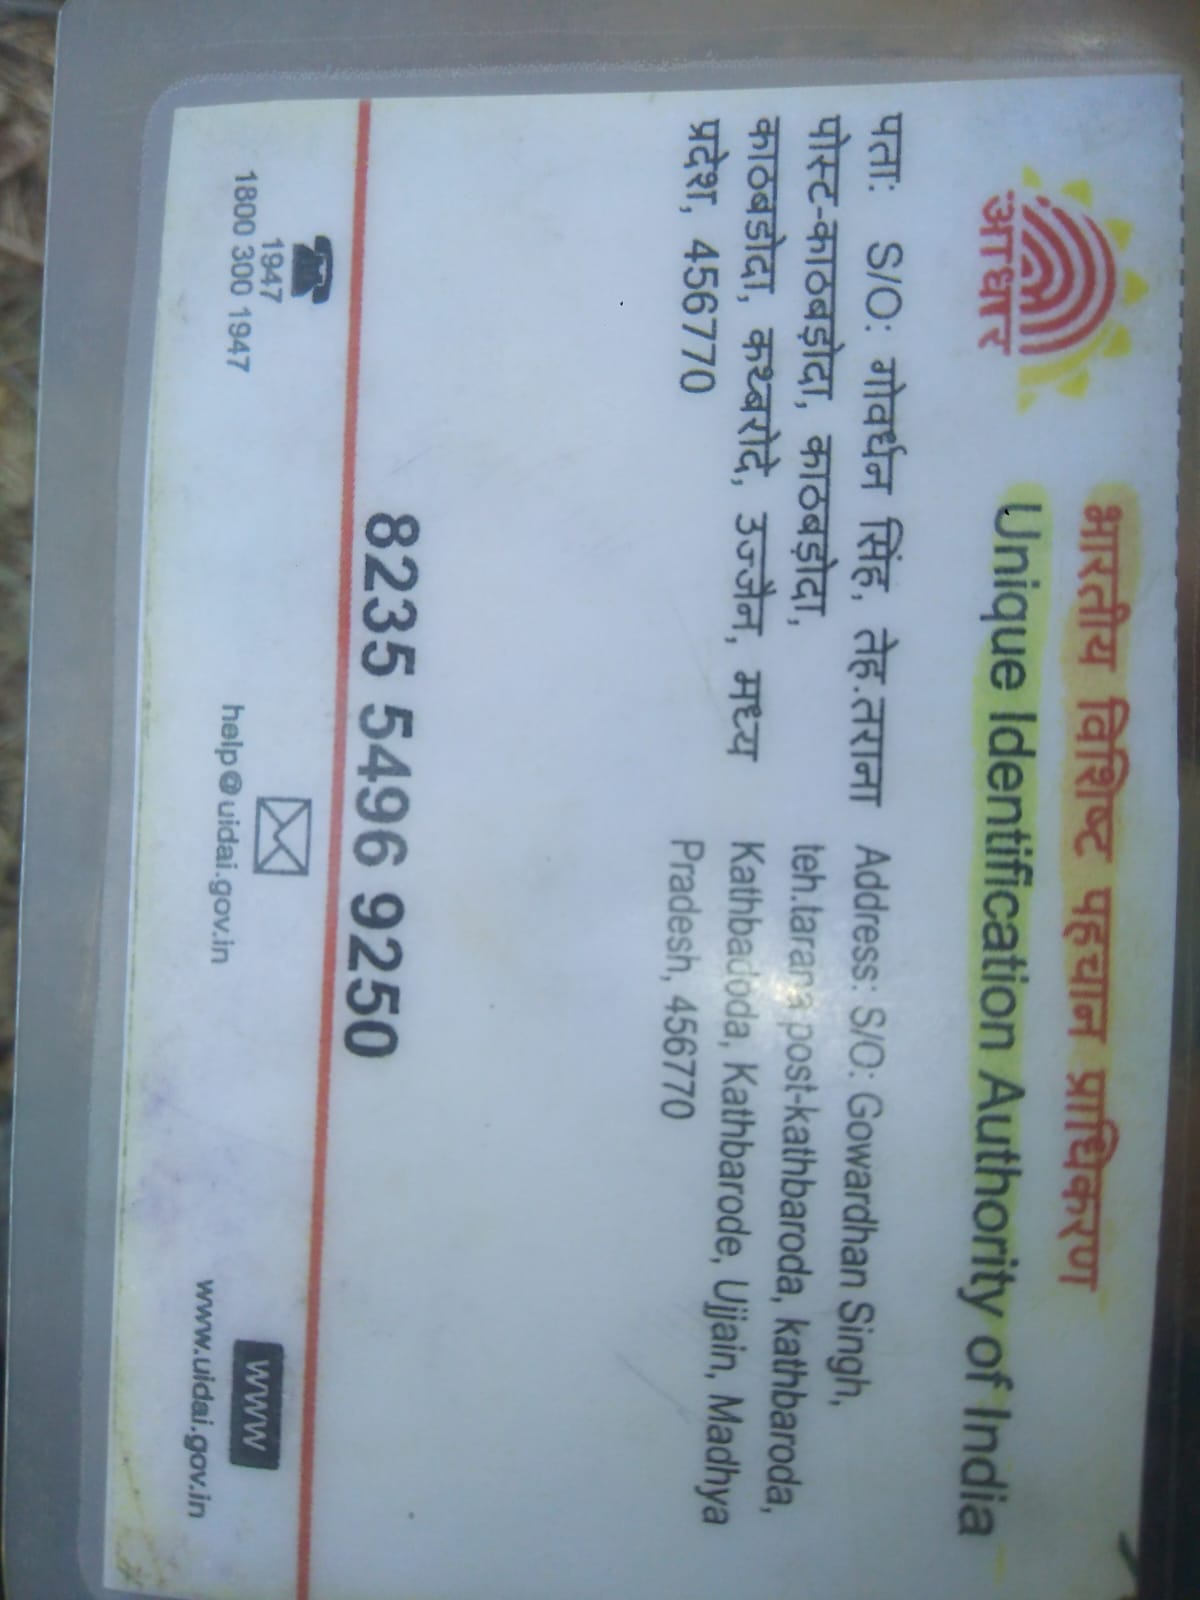 भारतीय विशिष्ट पहचान प्राधिकरण
Unique Identification Authority of India
आधार
पताः S/O: गोवर्धन सिंह, तेह.तराना
पोस्ट-काठबड़ोदा, काठबड़ोदा,
काठबडोदा, कथ्बरोदे, उज्जैन, मध्य
प्रदेश, 456770
Address: S/O: Gowardhan Singh,
teh.tarana post-kathbaroda, kathbaroda,
Kathbadoda, Kathbarode, Ujjain, Madhya
Pradesh, 456770
8235 5496 9250
1947
1800 300 1947
help@uidai.gov.in
www
www.uidai.gov.in